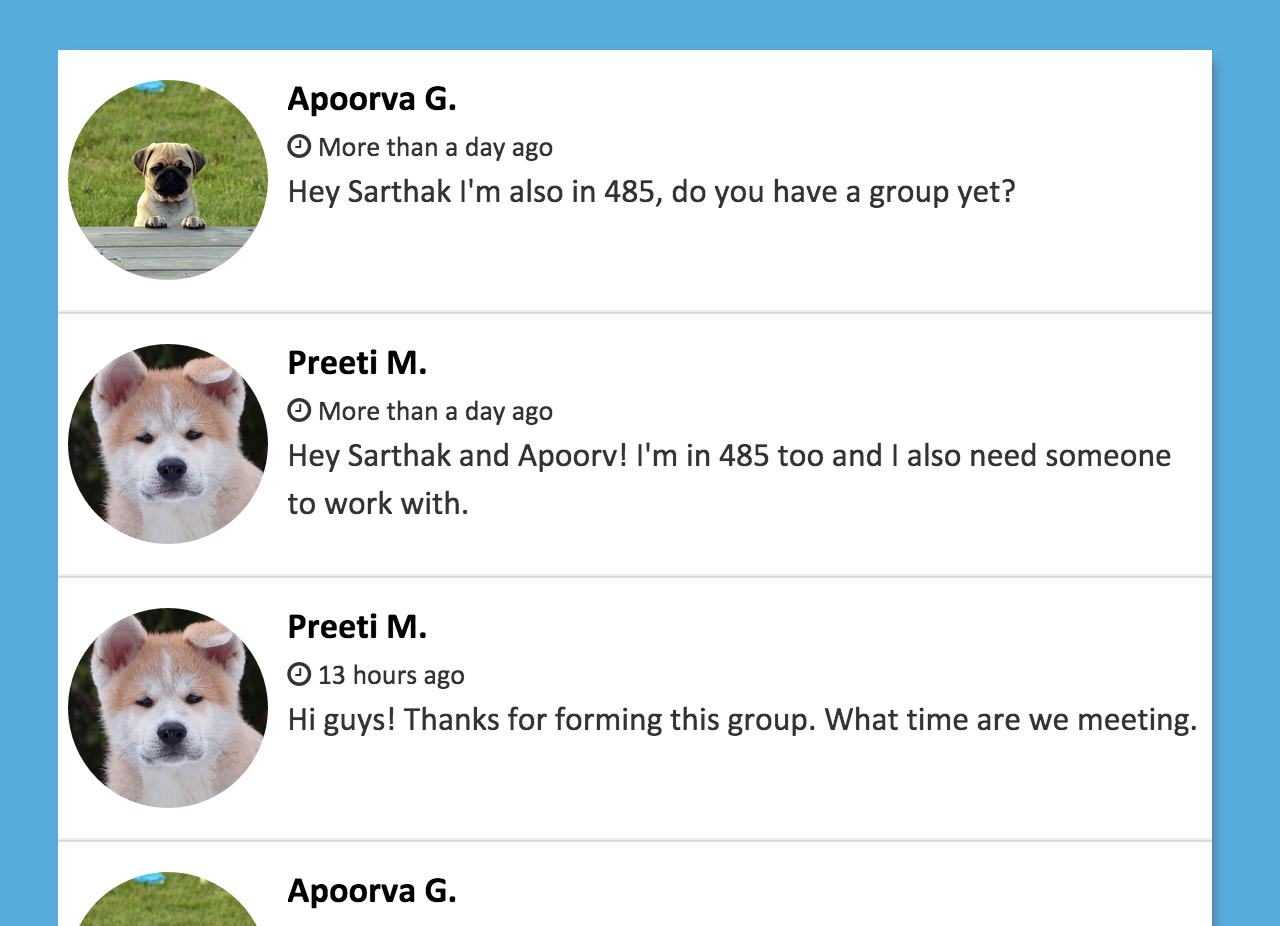 Apoorva G.
More than a day ago
Hey Sarthak I'm also in 485, do you have a group yet?
Preeti M.
More than a day ago
Hey Sarthak and Apoorv! I'm in 485 too and I also need someone
to work with.
Preeti M.
13 hours ago
Hi guys! Thanks for forming this group. What time are we meeting.
Apoorva G.